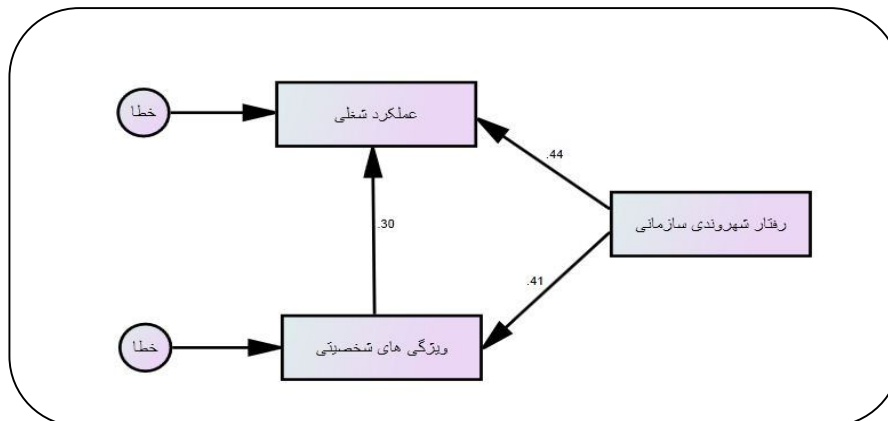 عملکرد شغلی
خطا
.44
رفتار شهروندی سازمانی
.30
.41
ویژگی های شخصیتی
خطا